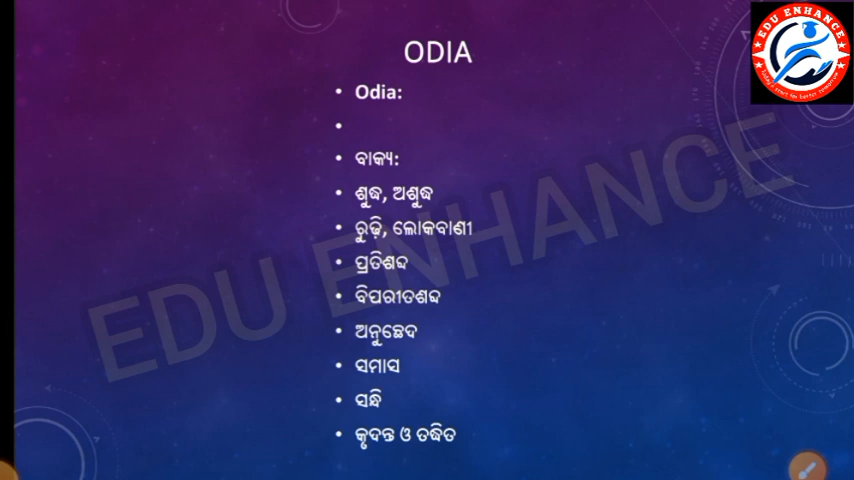 ODIA
Odia:
ବାକ୍ୟ:
ଶୁଦ୍ଧ, ଅଶୁଦ୍ଧ
ରୁଢ଼ି, ଲୋକବାଣୀ
ପ୍ରତିଶବ୍ଦ
ବିପରୀତଶବ୍ଦ
ଅନୁଛେଦ
ସମାସ
ସନ୍ଧି
କୃଦନ୍ତ ଓ ତଦ୍ଧିତ
EDU ENHANCE
EDU ENHANCE